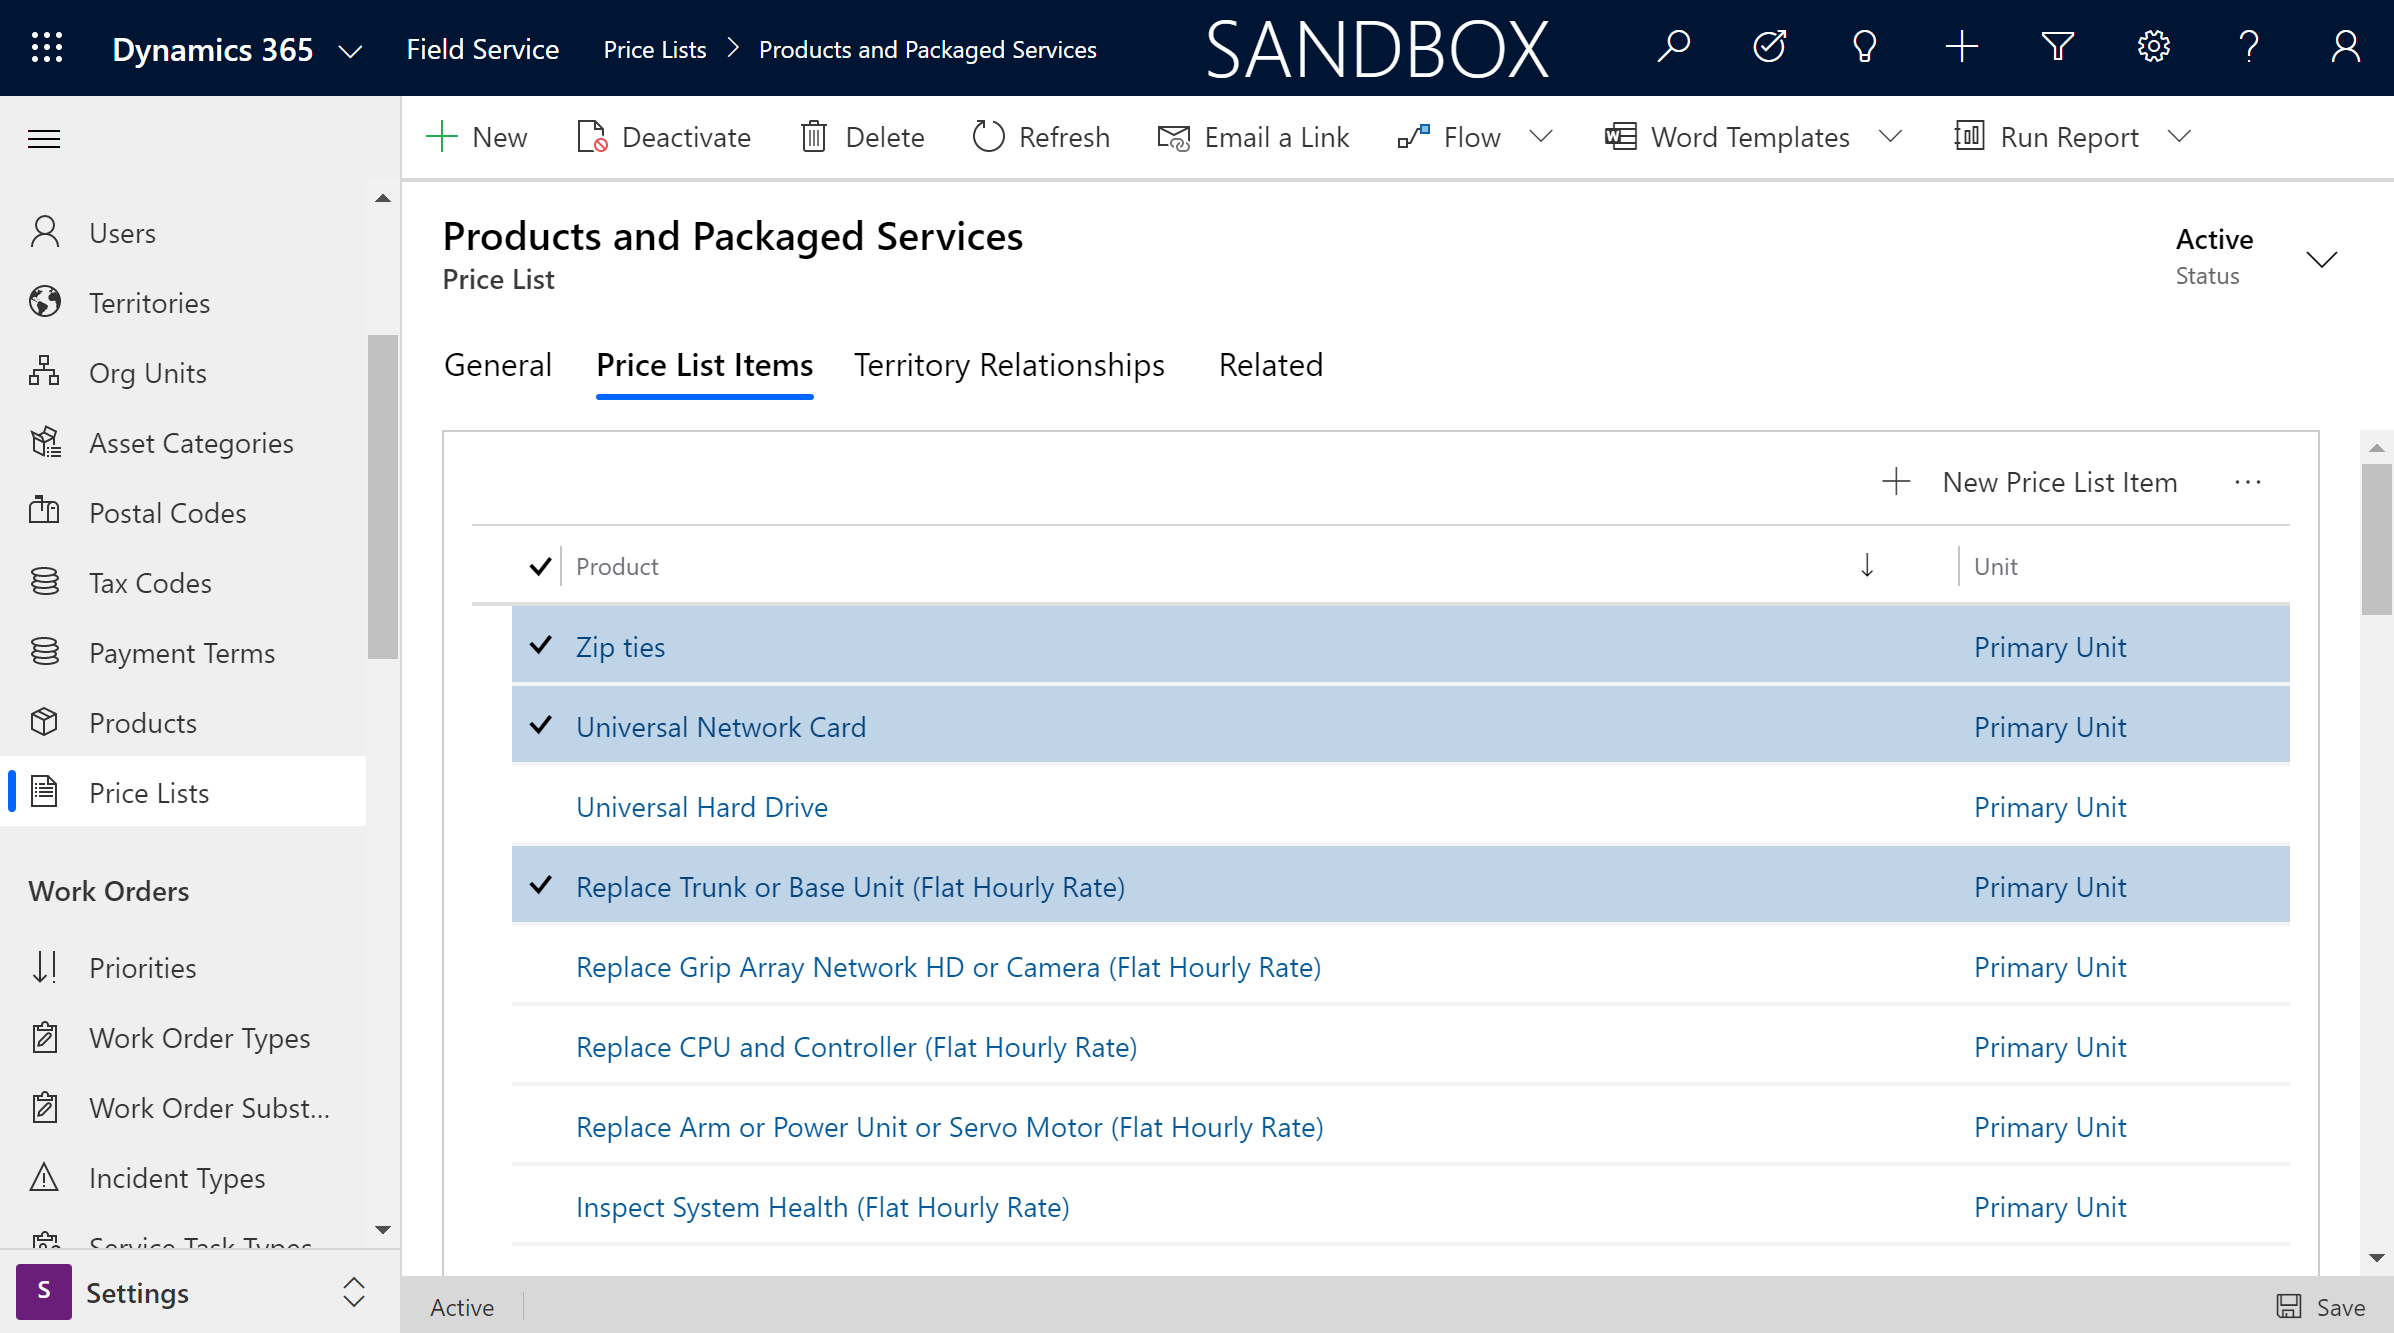 Dynamics 365 Field Service Price Lists Products and Packaged Services SANDBOX
New Deactivate Delete Refresh Email a Link Flow Word Templates Run Report
Users
Territories
Org Units
Asset Categories
Postal Codes
Tax Codes
Payment Terms
Products
Price Lists
Work Orders
Priorities
Work Order Types
Work Order Subst...
Incident Types
Service Task Types
S Settings
Products and Packaged Services
Price List
Active
Status
General Price List Items Territory Relationships Related
New Price List Item
Product Unit
Zip ties Primary Unit
Universal Network Card Primary Unit
Universal Hard Drive Primary Unit
Replace Trunk or Base Unit (Flat Hourly Rate) Primary Unit
Replace Grip Array Network HD or Camera (Flat Hourly Rate) Primary Unit
Replace CPU and Controller (Flat Hourly Rate) Primary Unit
Replace Arm or Power Unit or Servo Motor (Flat Hourly Rate) Primary Unit
Inspect System Health (Flat Hourly Rate) Primary Unit
Active Save